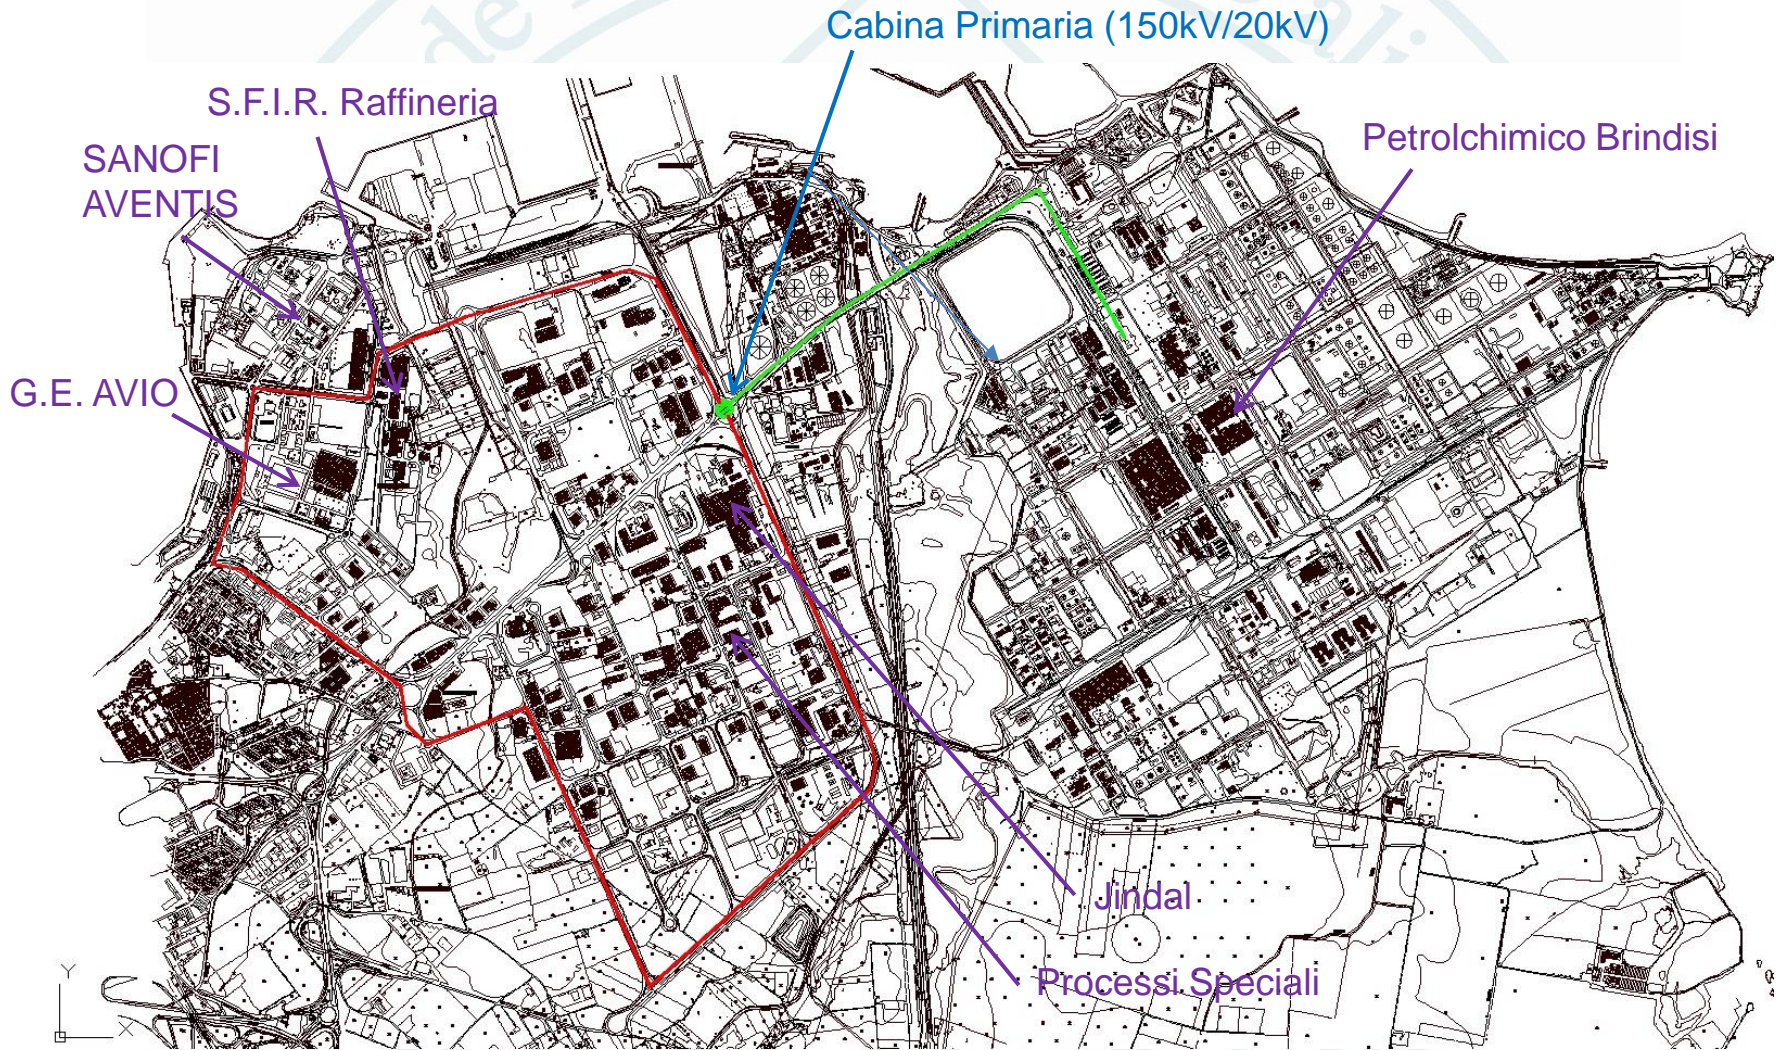 Cabina Primaria (150kV/20kV)
S.F.I.R. Raffineria
Petrolchimico Brindisi
SANOFI
AVENTIS
G.E. AVIO
Jindal
Processi Speciali
Y
X